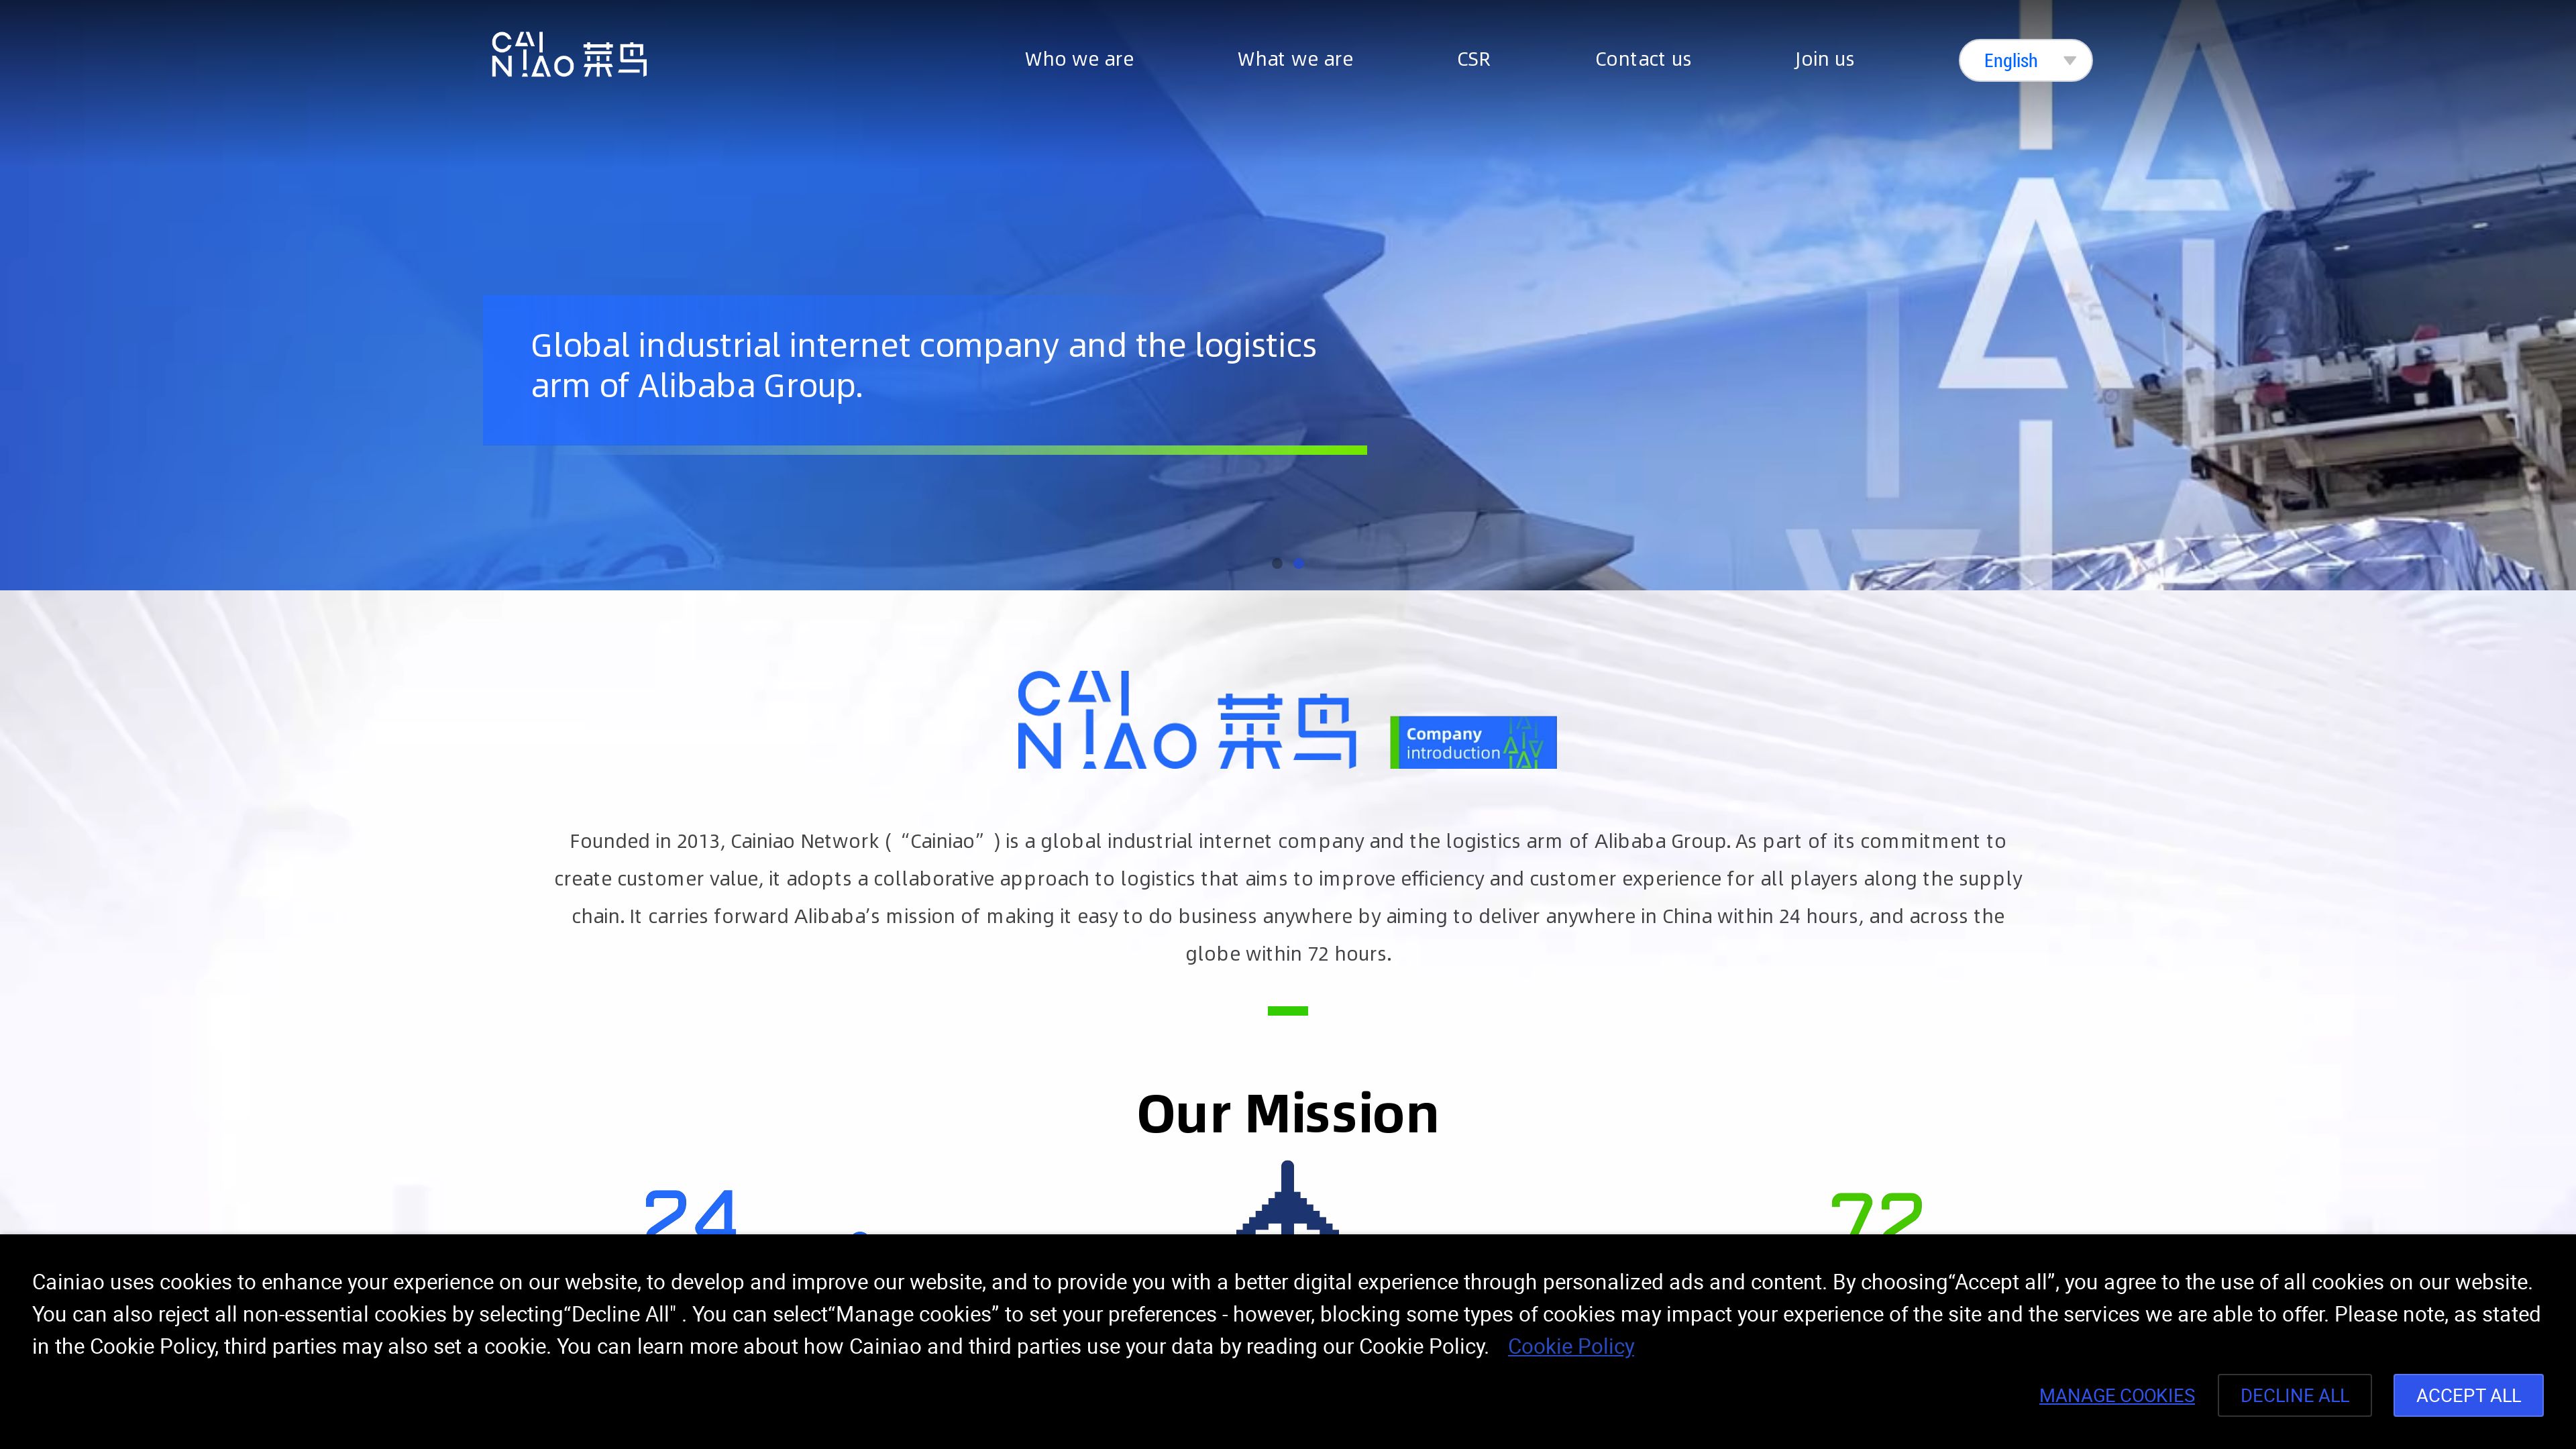 CAI
NIAO 菜鸟
Who we are
What we are
CSR
Contact us
Join us
English
Global industrial internet company and the logistics
arm of Alibaba Group.
CAI
NIAO 菜鸟
Company
introduction
Founded in 2013, Cainiao Network (“Cainiao”) is a global industrial internet company and the logistics arm of Alibaba Group. As part of its commitment to
create customer value, it adopts a collaborative approach to logistics that aims to improve efficiency and customer experience for all players along the supply
chain. It carries forward Alibaba’s mission of making it easy to do business anywhere by aiming to deliver anywhere in China within 24 hours, and across the
globe within 72 hours.
Our Mission
24
72
Cainiao uses cookies to enhance your experience on our website, to develop and improve our website, and to provide you with a better digital experience through personalized ads and content. By choosing“Accept all”, you agree to the use of all cookies on our website.
You can also reject all non-essential cookies by selecting“Decline All" . You can select“Manage cookies” to set your preferences - however, blocking some types of cookies may impact your experience of the site and the services we are able to offer. Please note, as stated
in the Cookie Policy, third parties may also set a cookie. You can learn more about how Cainiao and third parties use your data by reading our Cookie Policy. Cookie Policy
MANAGE COOKIES
DECLINE ALL
ACCEPT ALL